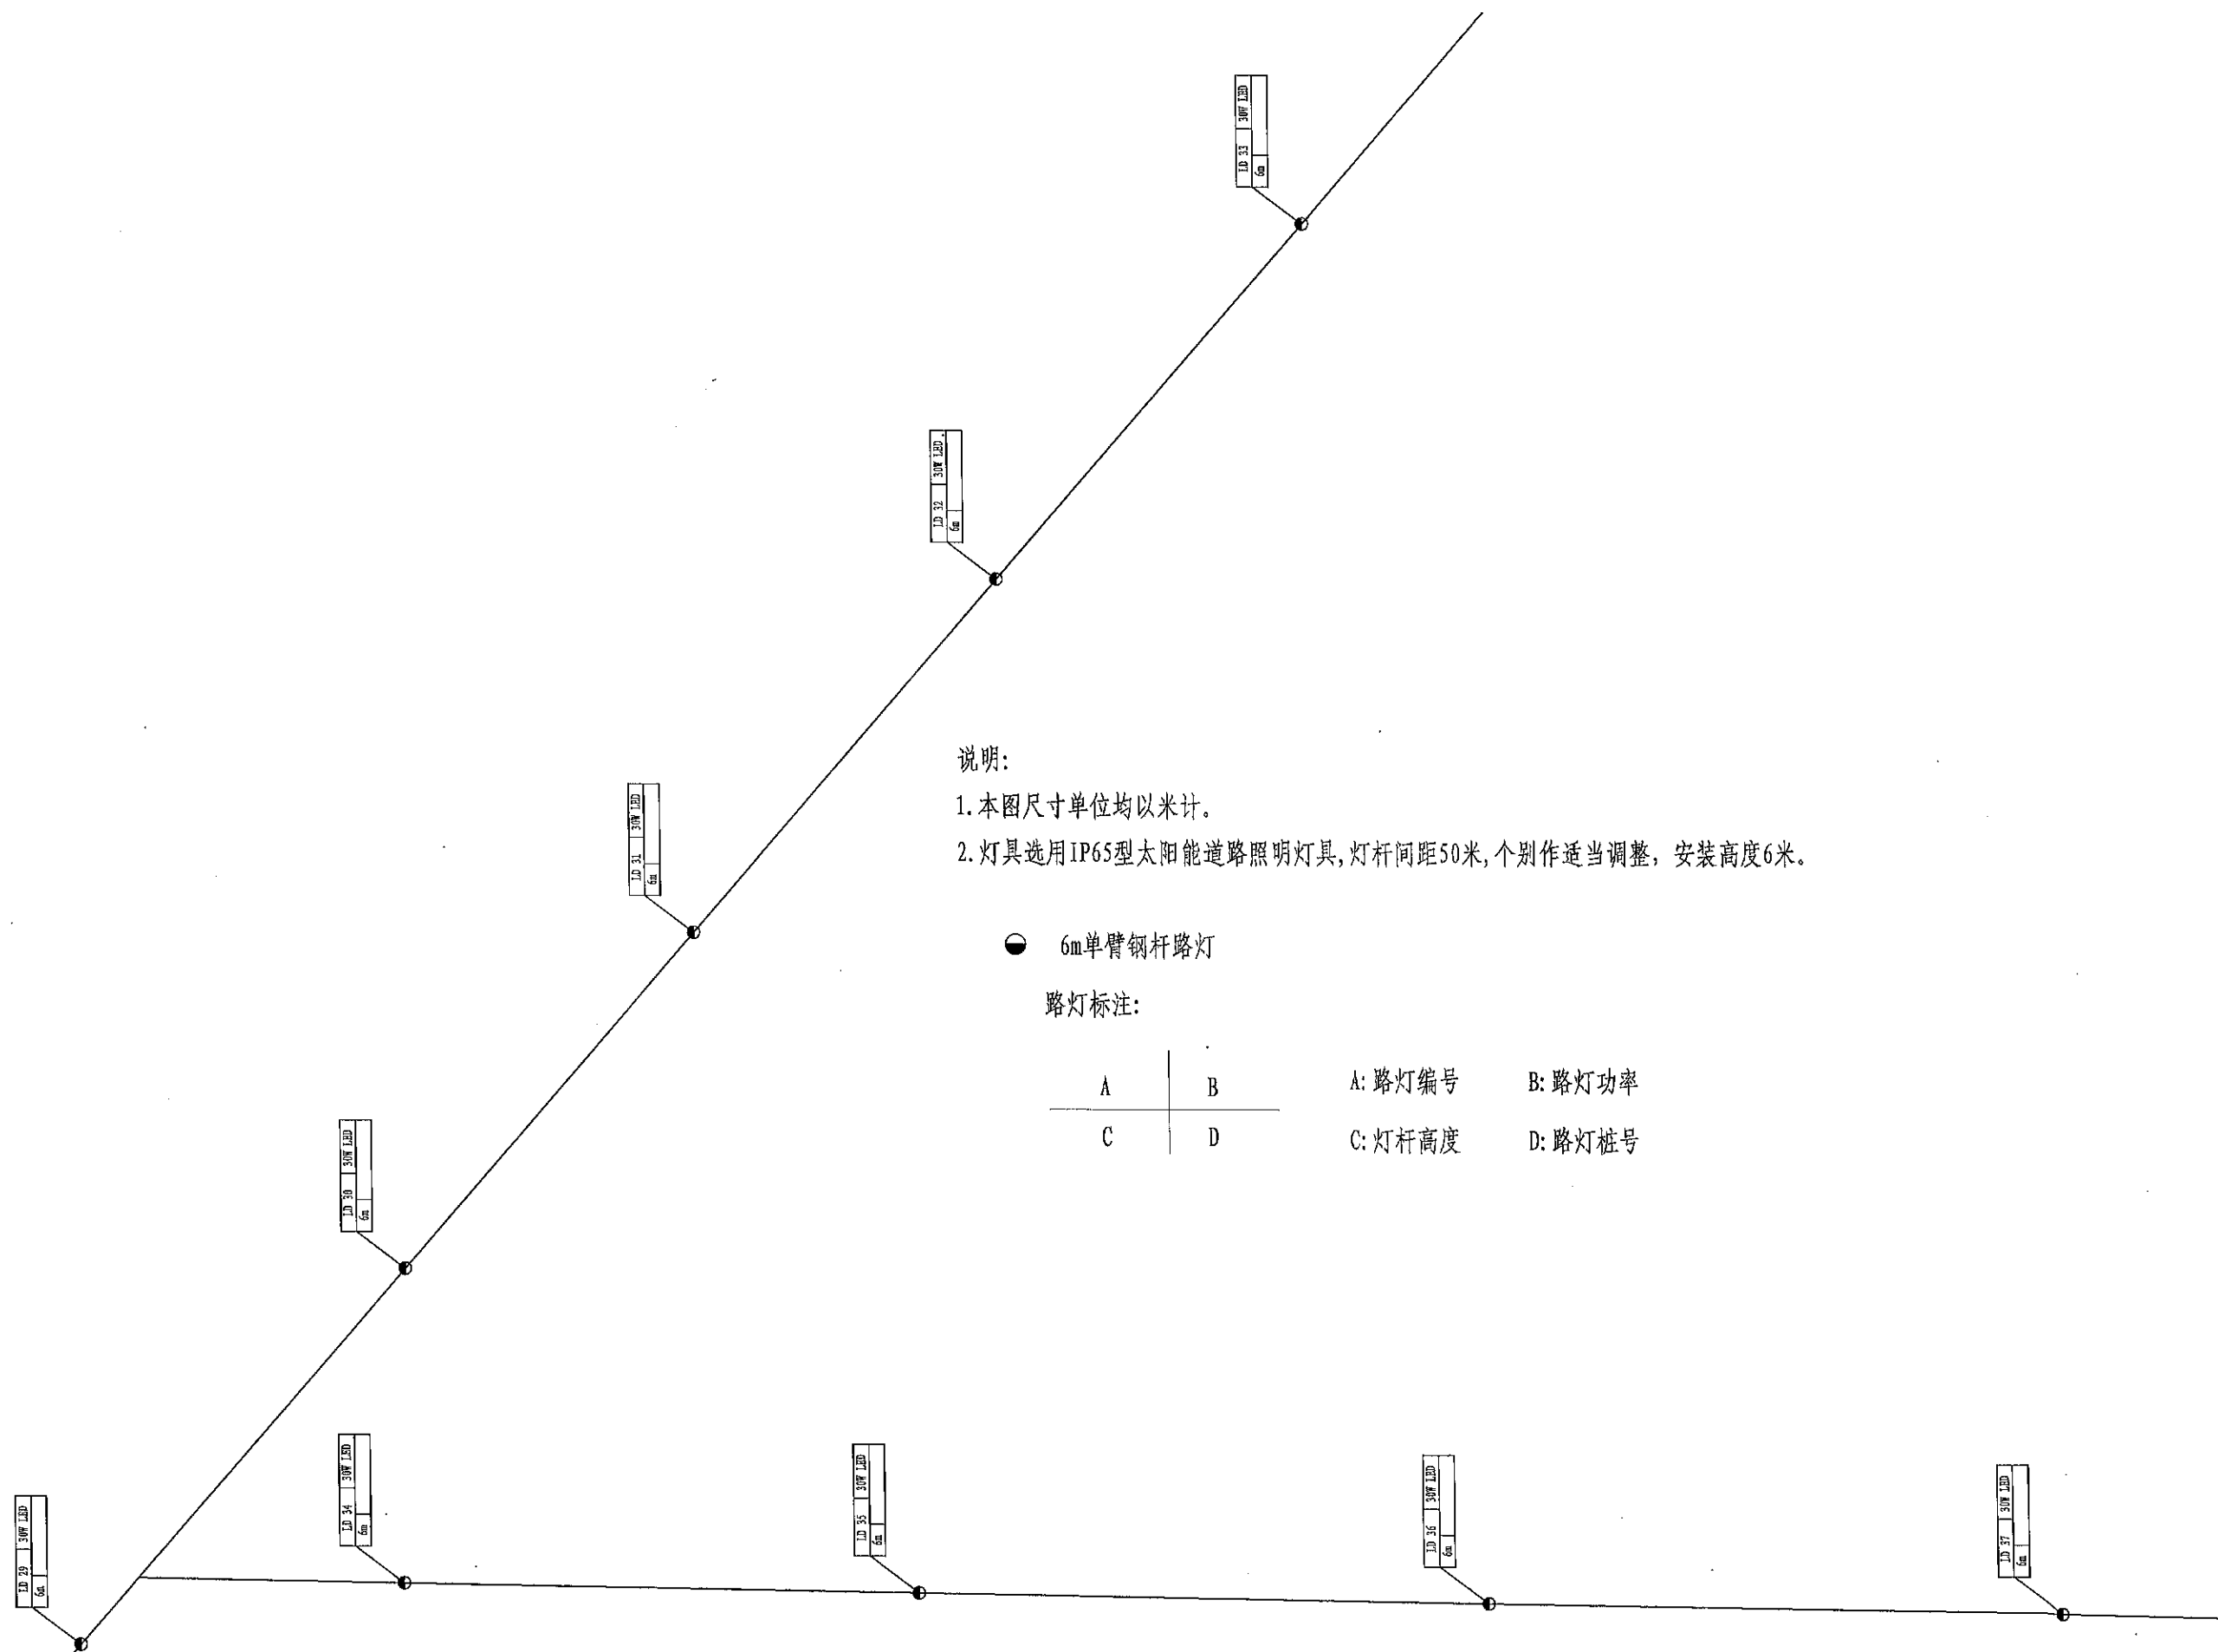 LD 33 30W LED
6m
LD 32 30W LED
6m
LD 31 30W LED
6m
说明:
1.本图尺寸单位均以米计。
2.灯具选用IP65型太阳能道路照明灯具,灯杆间距50米,个别作适当调整，安装高度6米。
6m单臂钢杆路灯
路灯标注:
A B A:路灯编号 B:路灯功率
C D C:灯杆高度 D:路灯桩号
LD 30 30W LED
6m
LD 29 30W LED
6m
LD 34 30W LED
6m
LD 35 30W LED
6m
LD 36 30W LED
6m
LD 37 30W LED
6m